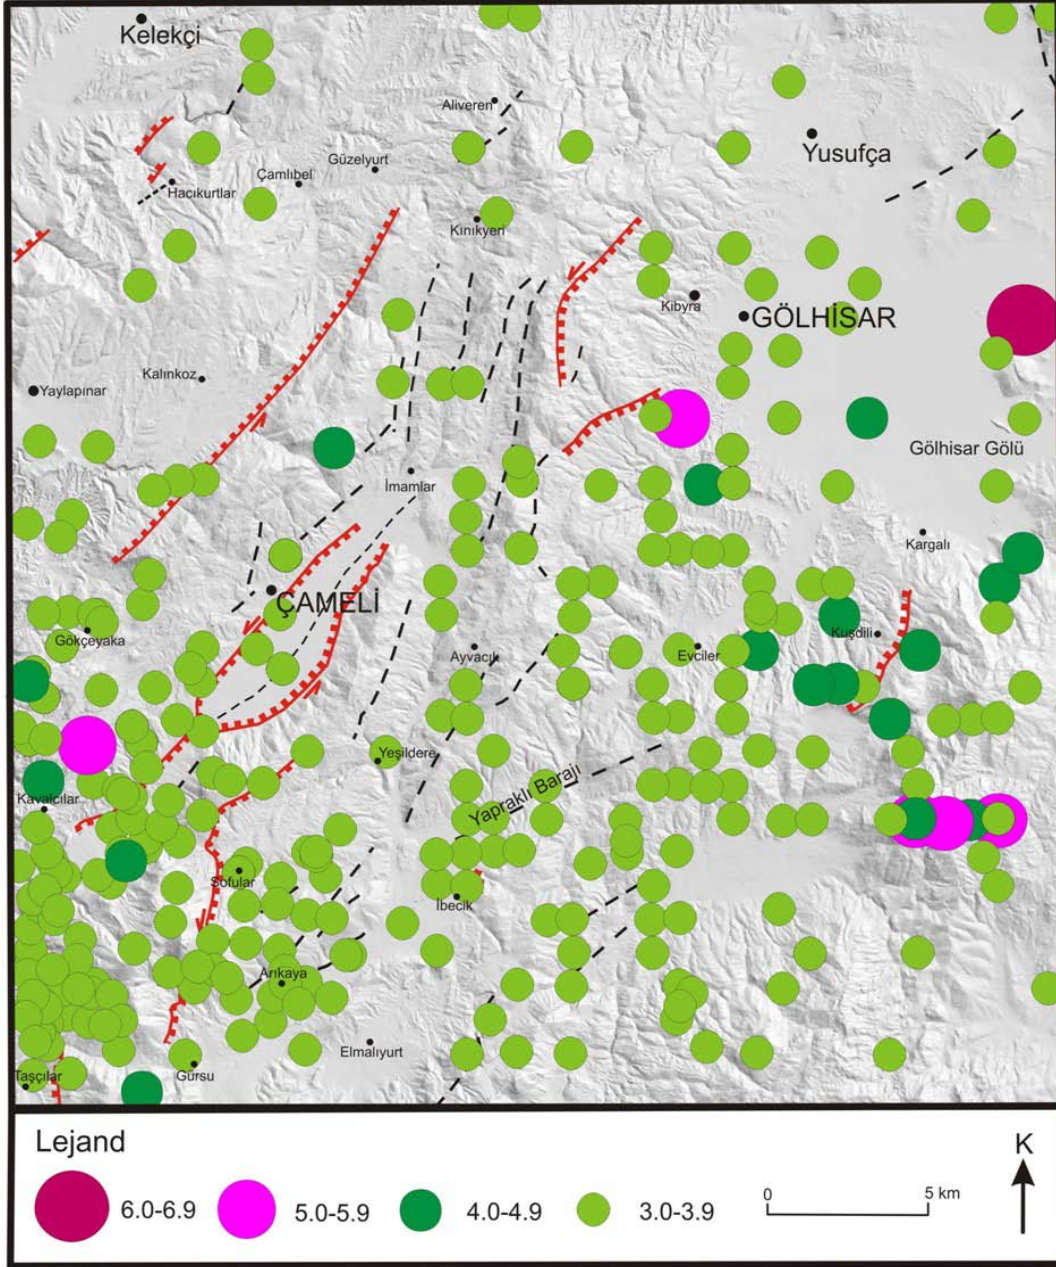 Kelekçi
Aliveren
Yusufça
Güzelyurt
Çamlıbel
Hacıkurtlar
Kınıkyeri
Kibyra
GÖLHİSAR
Kalınkoz
Yaylapınar
Gölhisar Gölü
İmamlar
Kargalı
ÇAMELİ
Gökçeyaka
Kuşdili
Ayvacık
Evciler
Yeşildere
Yapraklı Barajı
Kavalcılar
Sofular
İbecik
Arıkaya
Elmalıyurt
Taşçılar
Gürsu
Lejand
K
6.0-6.9
5.0-5.9
4.0-4.9
3.0-3.9
0
5 km